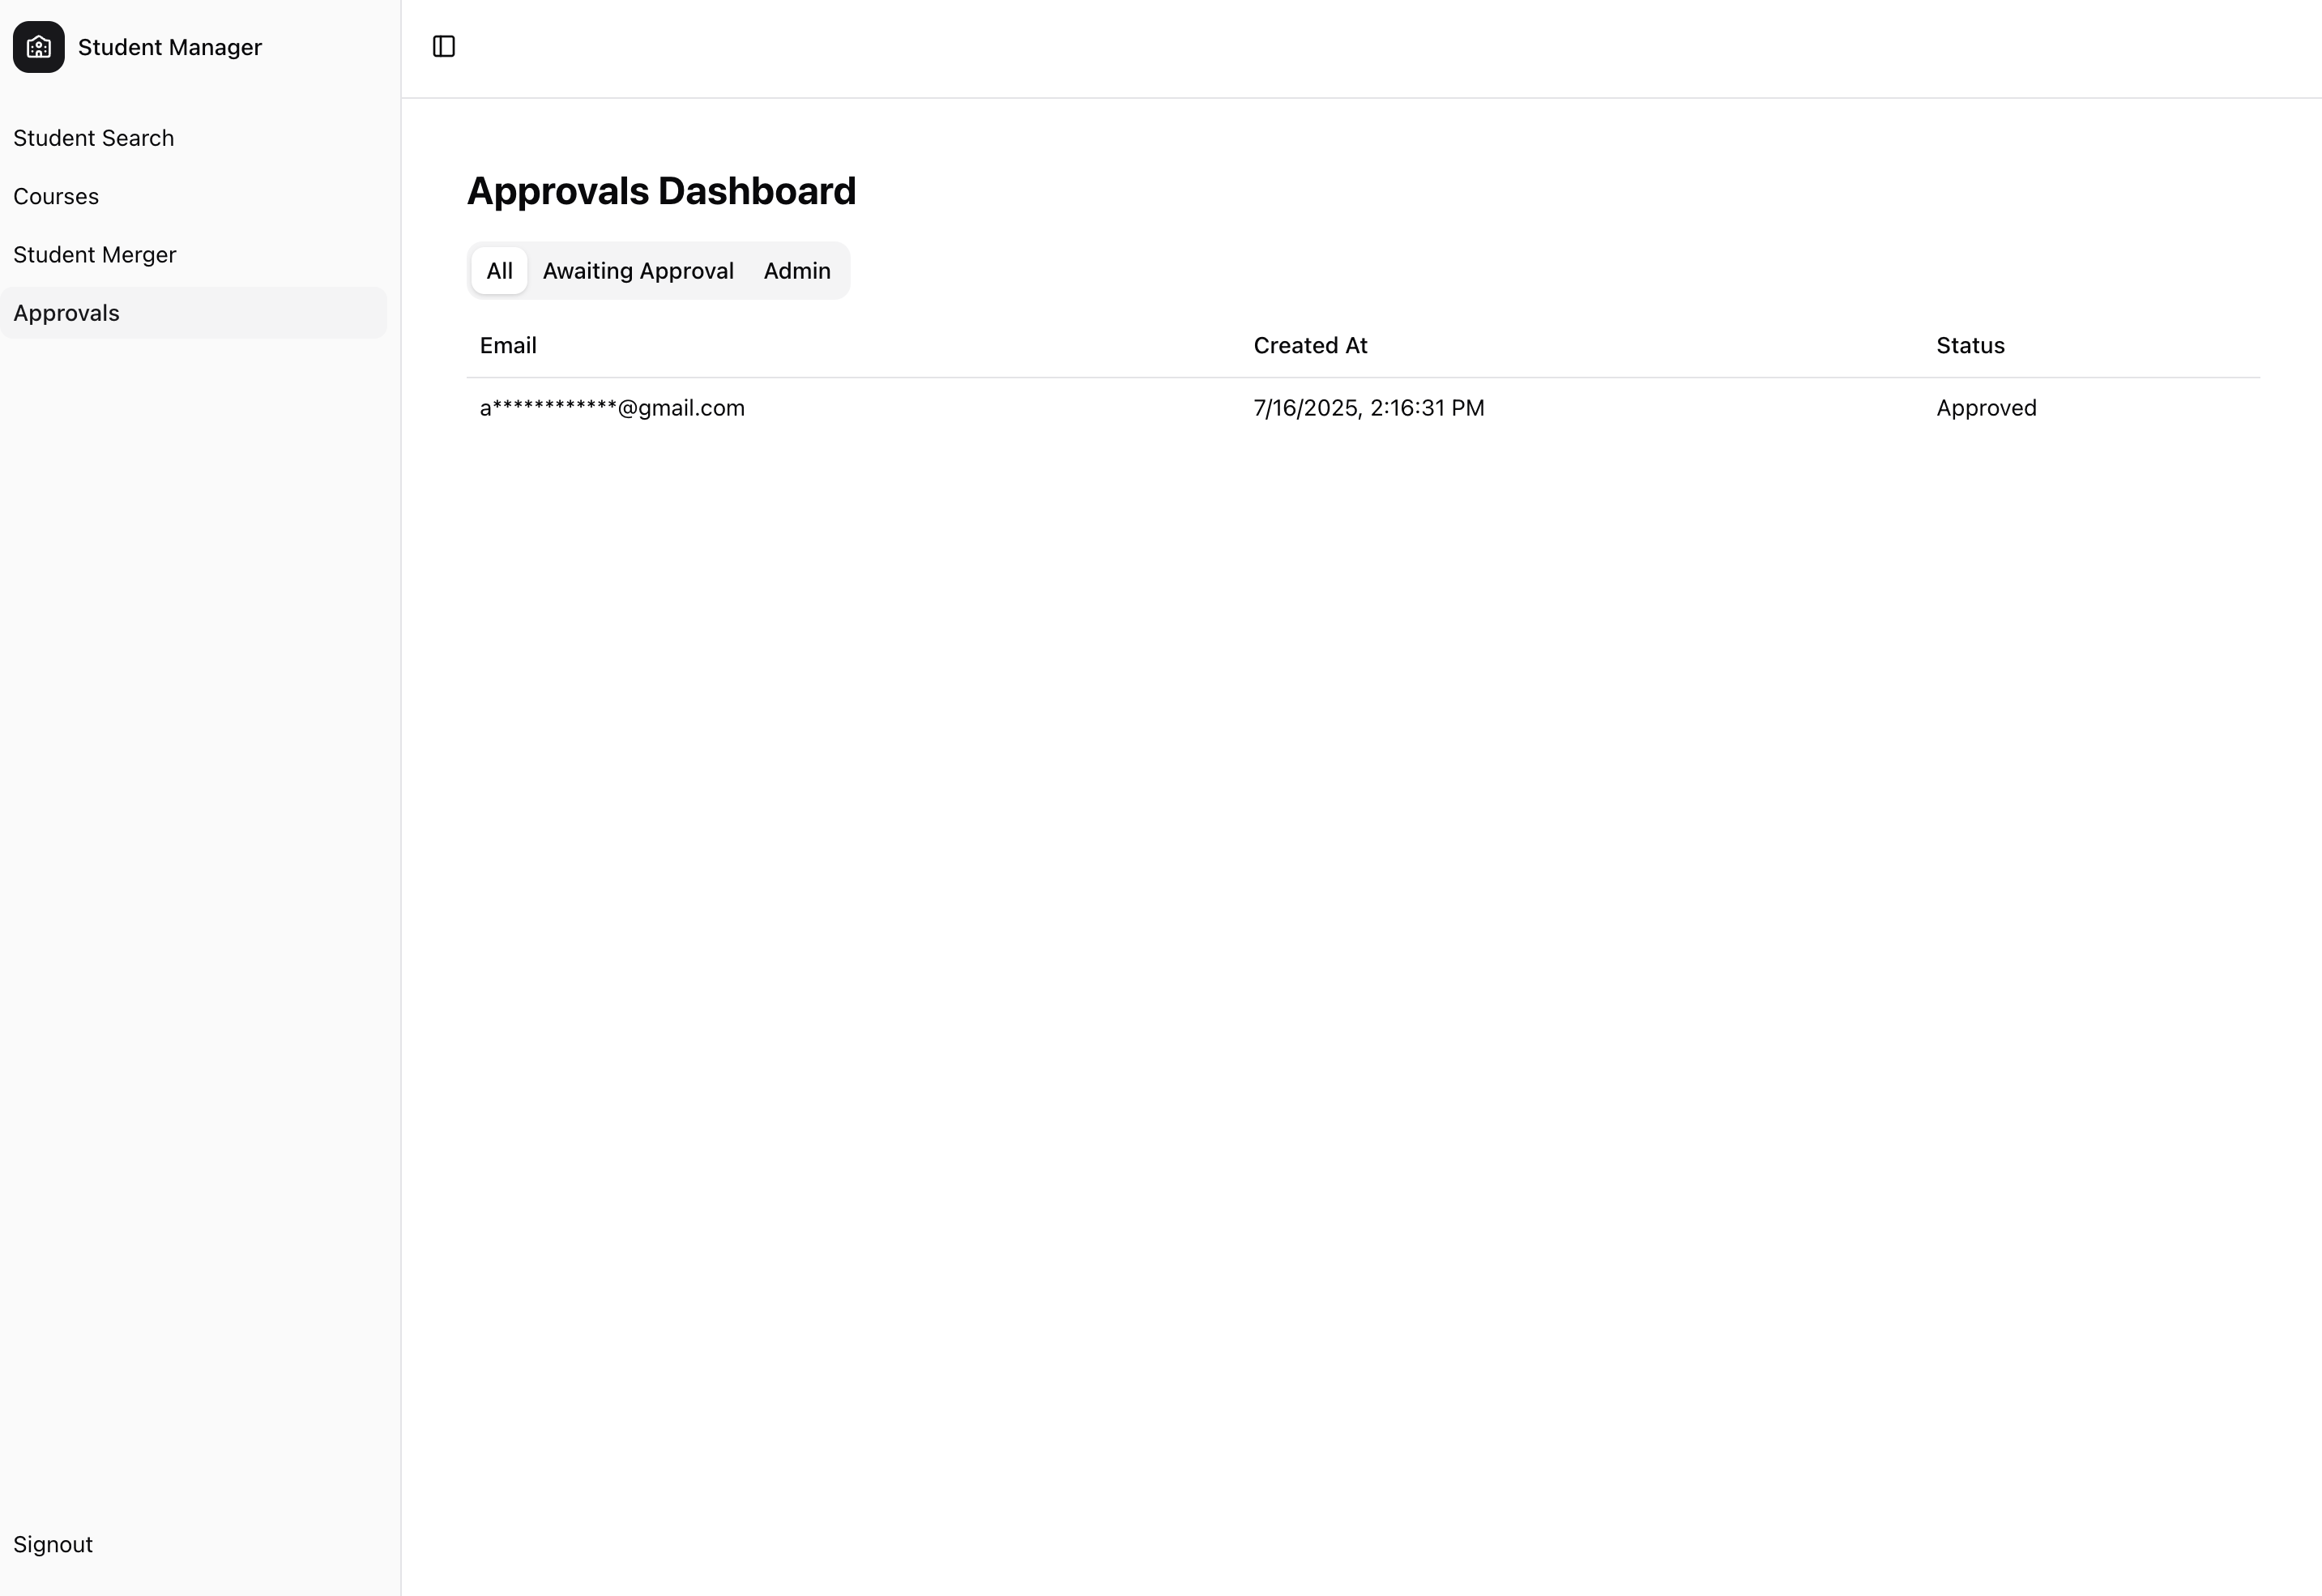 Student Manager
Student Search
Courses
Student Merger
Approvals
Signout
Approvals Dashboard
All Awaiting Approval Admin
Email Created At Status
a************@gmail.com 7/16/2025, 2:16:31 PM Approved